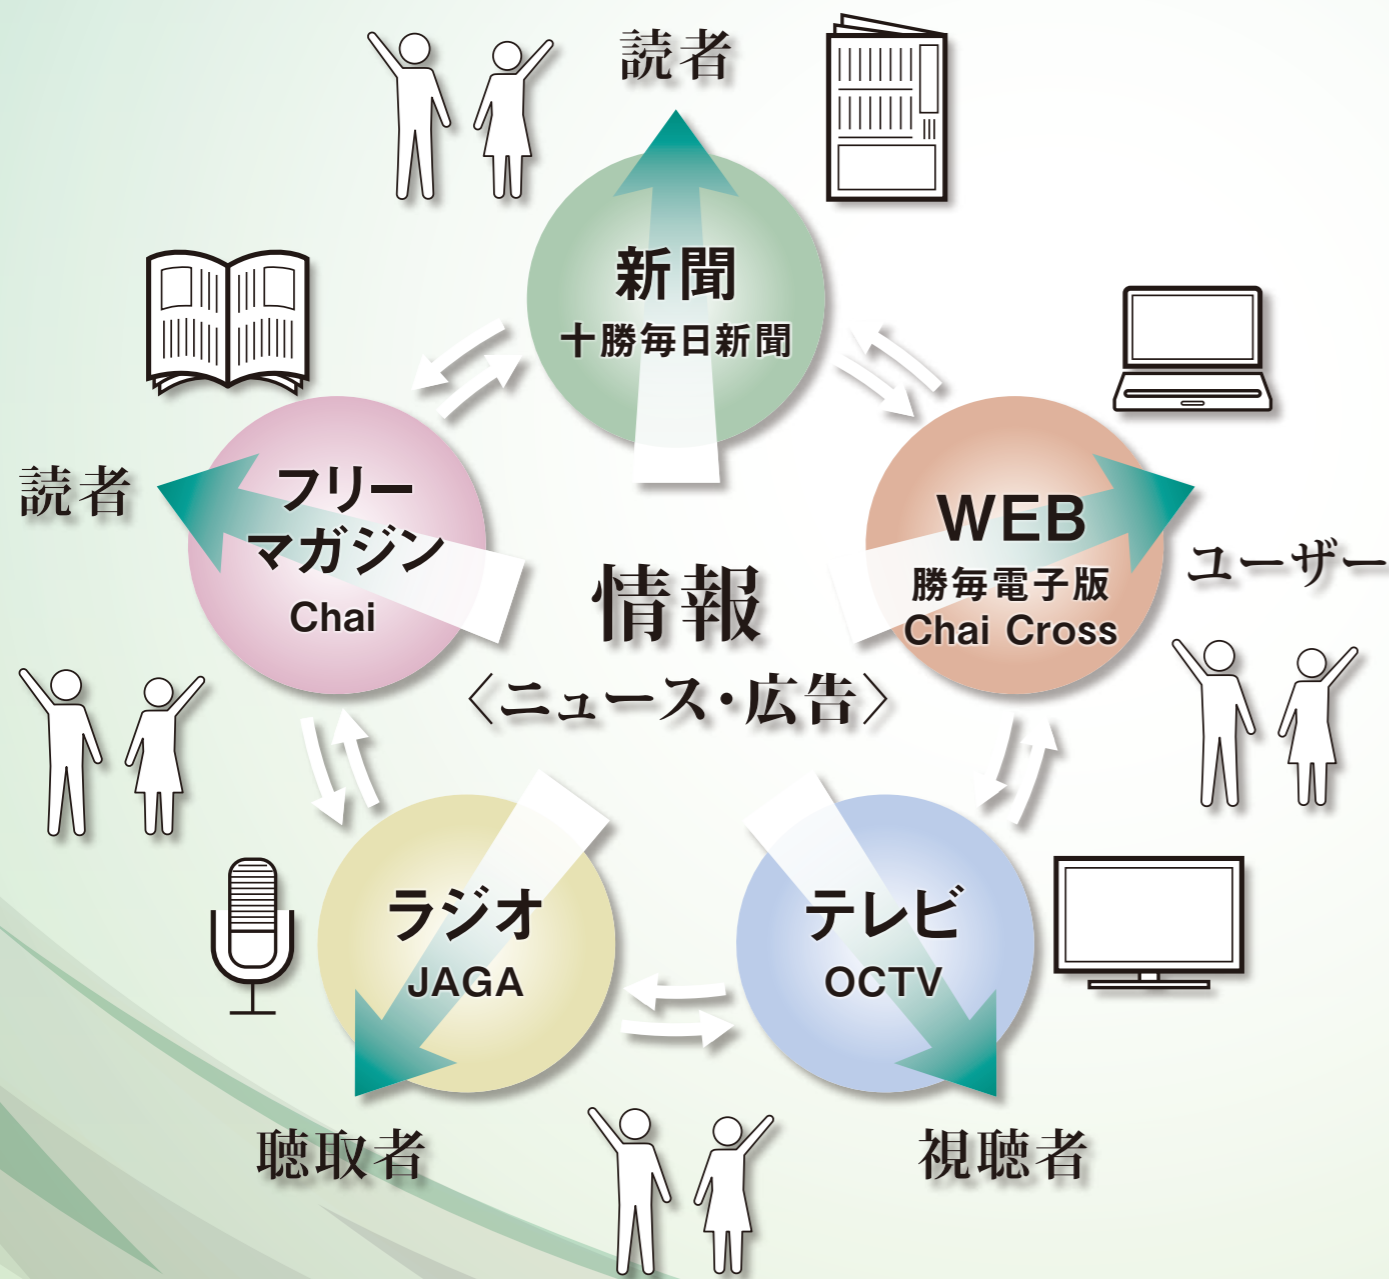 読者
新聞
十勝毎日新聞
読者
フリー
マガジン
Chai
WEB
勝毎電子版
Chai Cross
ユーザー
情報
〈ニュース・広告〉
ラジオ
JAGA
テレビ
OCTV
聴取者
視聴者